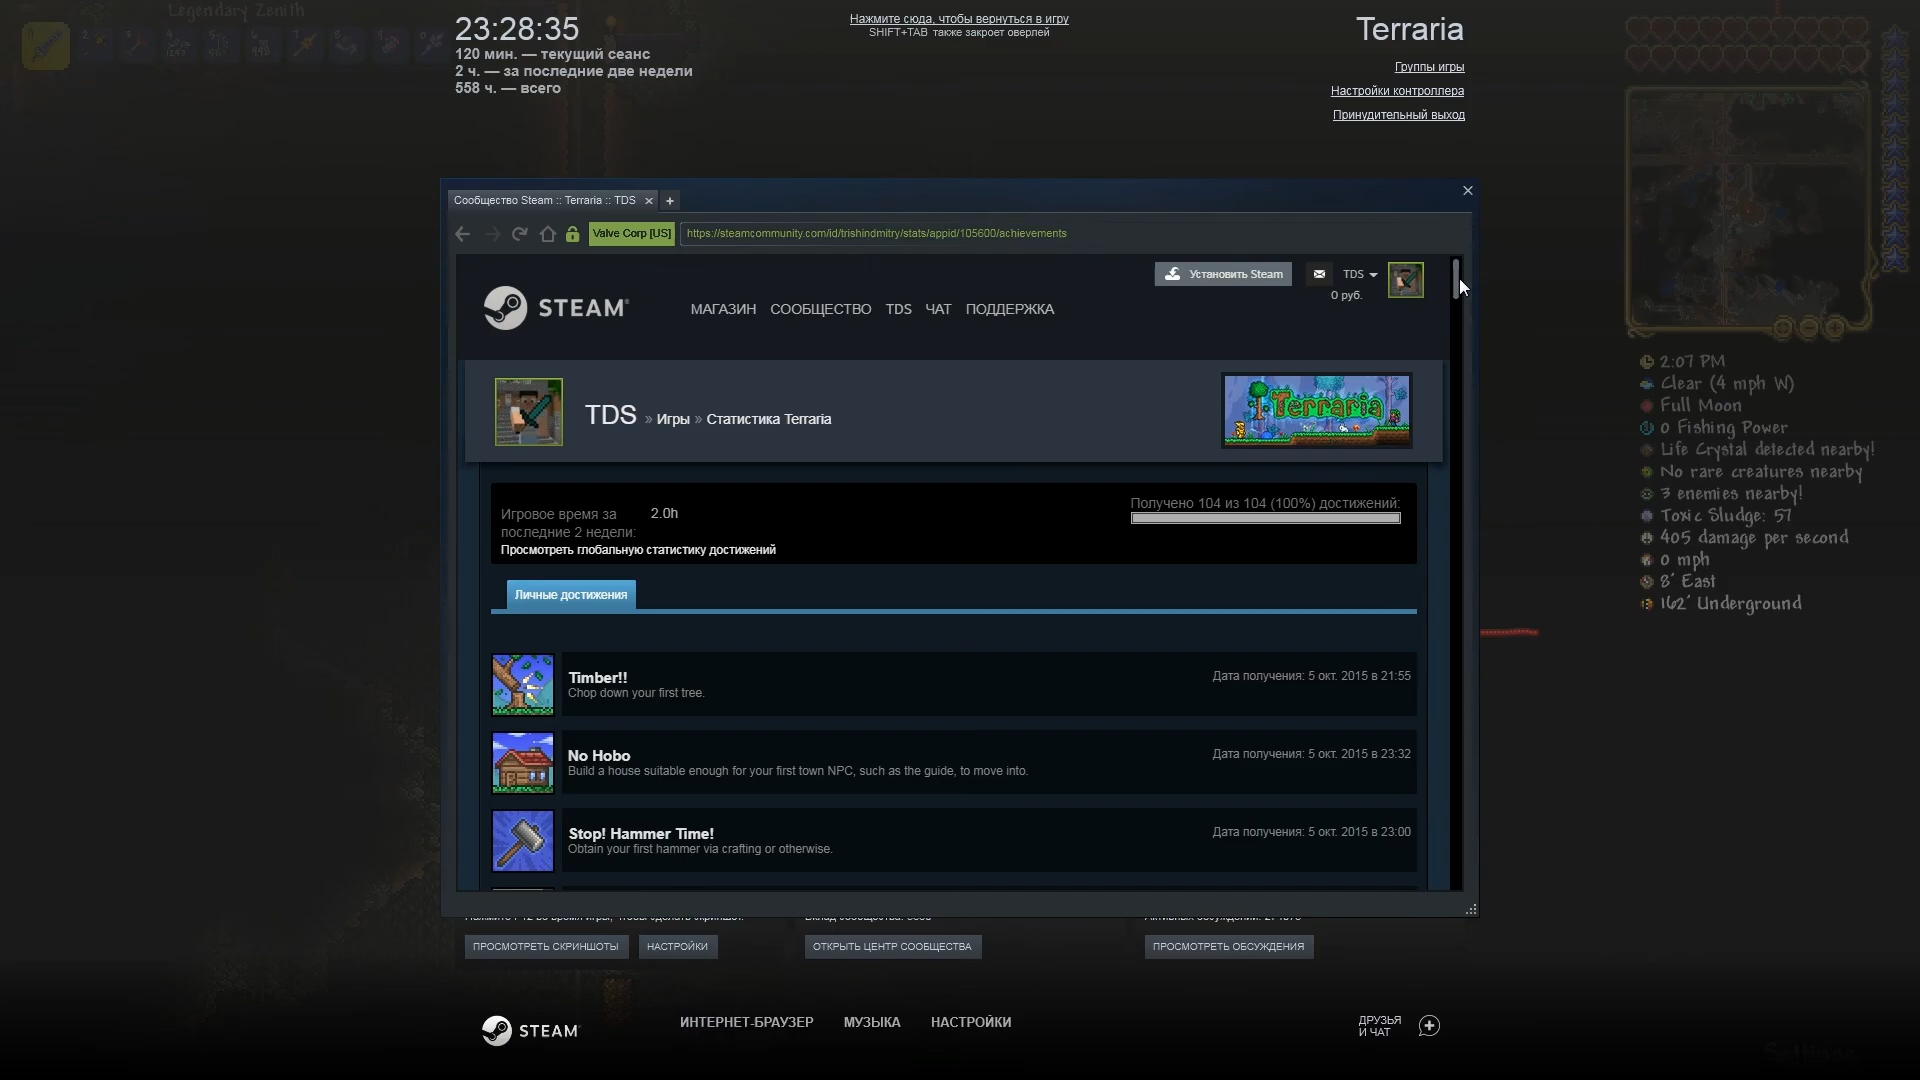 Legendary Zenith
23:28:35
120 мин. — текущий сеанс
2 ч. — за последние две недели
558 ч. — всего
Нажмите сюда, чтобы вернуться в игру
SHIFT+TAB также закроет оверлей
Terraria
Группы игры
Настройки контроллера
Принудительный выход
Сообщество Steam :: Terraria :: TDS
Valve Corp [US]
https://steamcommunity.com/id/trishindmitry/stats/appid/105600/achievements
Установить Steam
TDS
0 руб.
STEAM
МАГАЗИН СООБЩЕСТВО TDS ЧАТ ПОДДЕРЖКА
TDS » Игры » Статистика Terraria
Terraria
Игровое время за последние 2 недели: 2.0h
Просмотреть глобальную статистику достижений
Получено 104 из 104 (100%) достижений:
Личные достижения
Timber!!
Chop down your first tree.
Дата получения: 5 окт. 2015 в 21:55
No Hobo
Build a house suitable enough for your first town NPC, such as the guide, to move into.
Дата получения: 5 окт. 2015 в 23:32
Stop! Hammer Time!
Obtain your first hammer via crafting or otherwise.
Дата получения: 5 окт. 2015 в 23:00
2:07 PM
Clear (4 mph W)
Full Moon
0 Fishing Power
Life Crystal detected nearby!
No rare creatures nearby
3 enemies nearby!
Toxic Sludge: 57
405 damage per second
0 mph
8' East
162' Underground
ПРОСМОТРЕТЬ СКРИНШОТЫ
НАСТРОЙКИ
ОТКРЫТЬ ЦЕНТР СООБЩЕСТВА
ПРОСМОТРЕТЬ ОБСУЖДЕНИЯ
STEAM
ИНТЕРНЕТ-БРАУЗЕР
МУЗЫКА
НАСТРОЙКИ
ДРУЗЬЯ
И ЧАТ